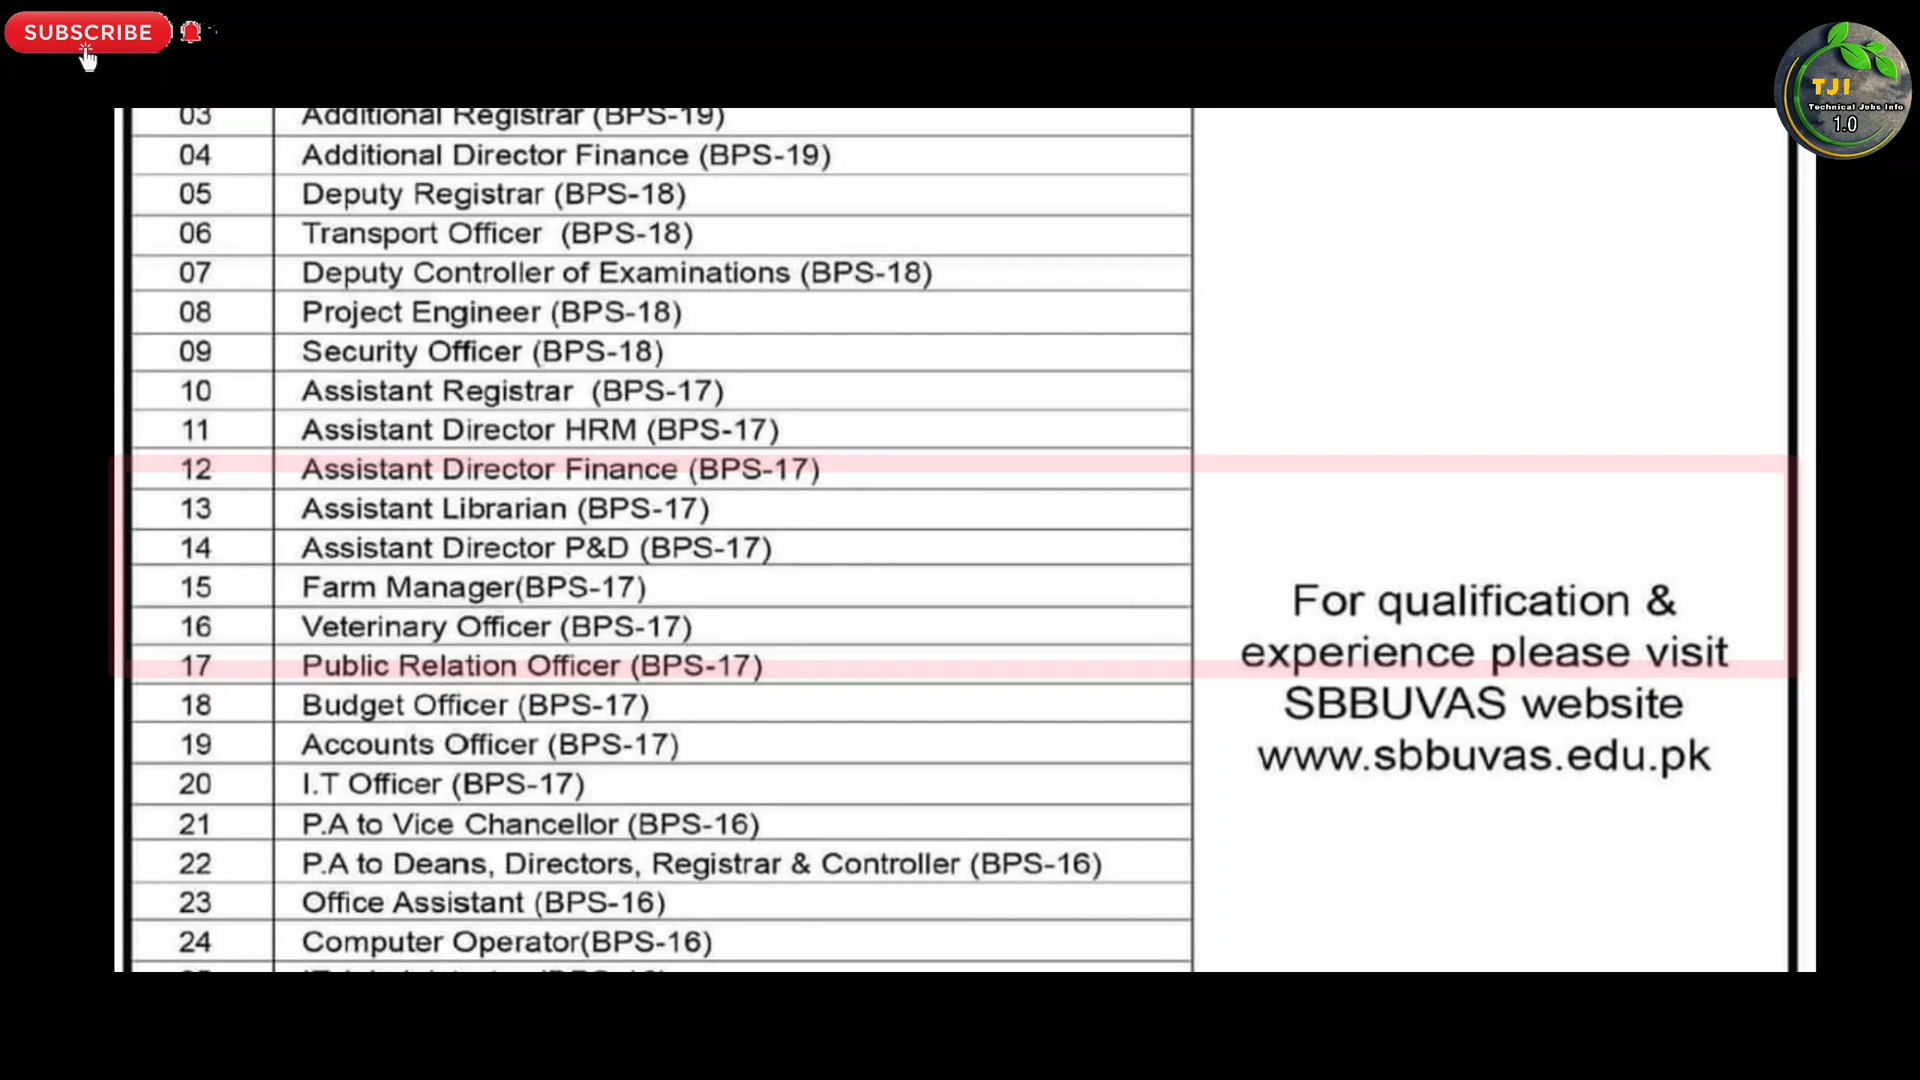 SUBSCRIBE
TJI
Technical Jobs Info
1.0
03 Additional Registrar (BPS-19)
04 Additional Director Finance (BPS-19)
05 Deputy Registrar (BPS-18)
06 Transport Officer (BPS-18)
07 Deputy Controller of Examinations (BPS-18)
08 Project Engineer (BPS-18)
09 Security Officer (BPS-18)
10 Assistant Registrar (BPS-17)
11 Assistant Director HRM (BPS-17)
12 Assistant Director Finance (BPS-17)
13 Assistant Librarian (BPS-17)
14 Assistant Director P&D (BPS-17)
15 Farm Manager(BPS-17)
16 Veterinary Officer (BPS-17)
17 Public Relation Officer (BPS-17)
18 Budget Officer (BPS-17)
19 Accounts Officer (BPS-17)
20 I.T Officer (BPS-17)
21 P.A to Vice Chancellor (BPS-16)
22 P.A to Deans, Directors, Registrar & Controller (BPS-16)
23 Office Assistant (BPS-16)
24 Computer Operator(BPS-16)
For qualification &
experience please visit
SBBUVAS website
www.sbbuvas.edu.pk